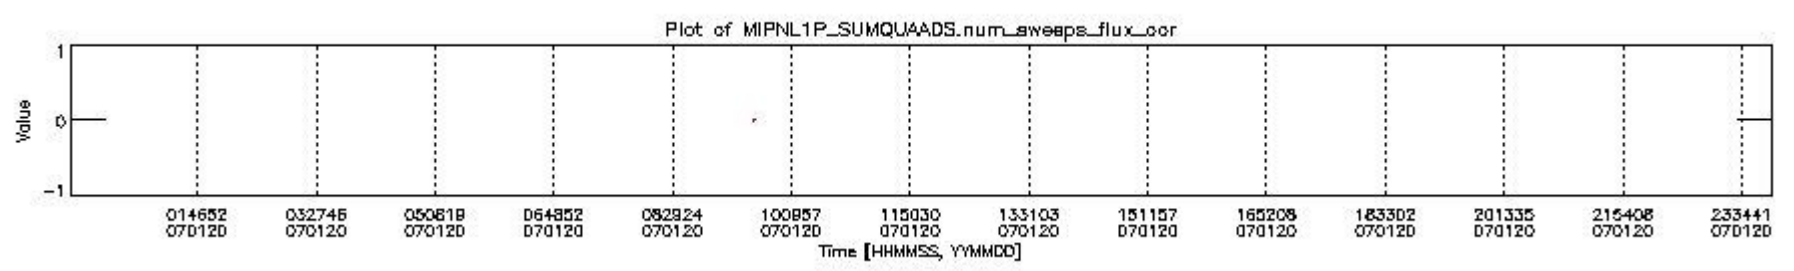 Plot of MIPNL1P_SUMQUAADS.num_sweeps_flux_cor
1
Value
0
-1
014652 032746 050819 064852 082924 100957 115030 133103 151157 165208 183302 201335 215408 233441
070120 070120 070120 070120 070120 070120 070120 070120 070120 070120 070120 070120 070120 070120
Time [HHMMSS, YYMMDD]